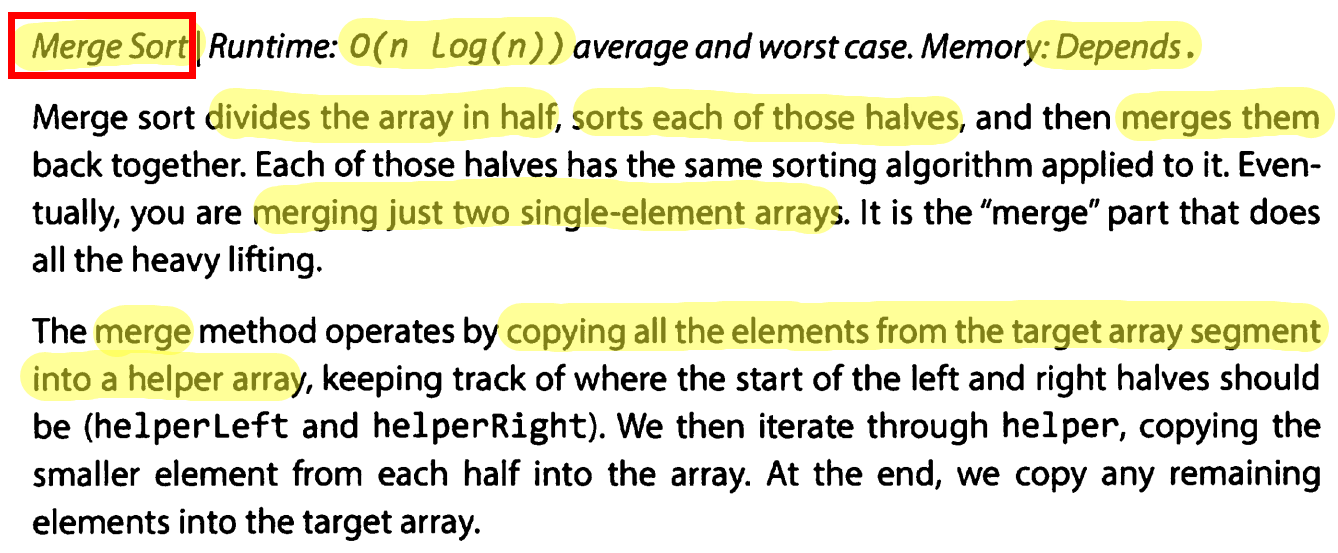 Merge Sort | Runtime: O(n log(n)) average and worst case. Memory: Depends.
Merge sort divides the array in half, sorts each of those halves, and then merges them
back together. Each of those halves has the same sorting algorithm applied to it. Even-
tually, you are merging just two single-element arrays. It is the "merge" part that does
all the heavy lifting.
The merge method operates by copying all the elements from the target array segment
into a helper array, keeping track of where the start of the left and right halves should
be (helperLeft and helperRight). We then iterate through helper, copying the
smaller element from each half into the array. At the end, we copy any remaining
elements into the target array.